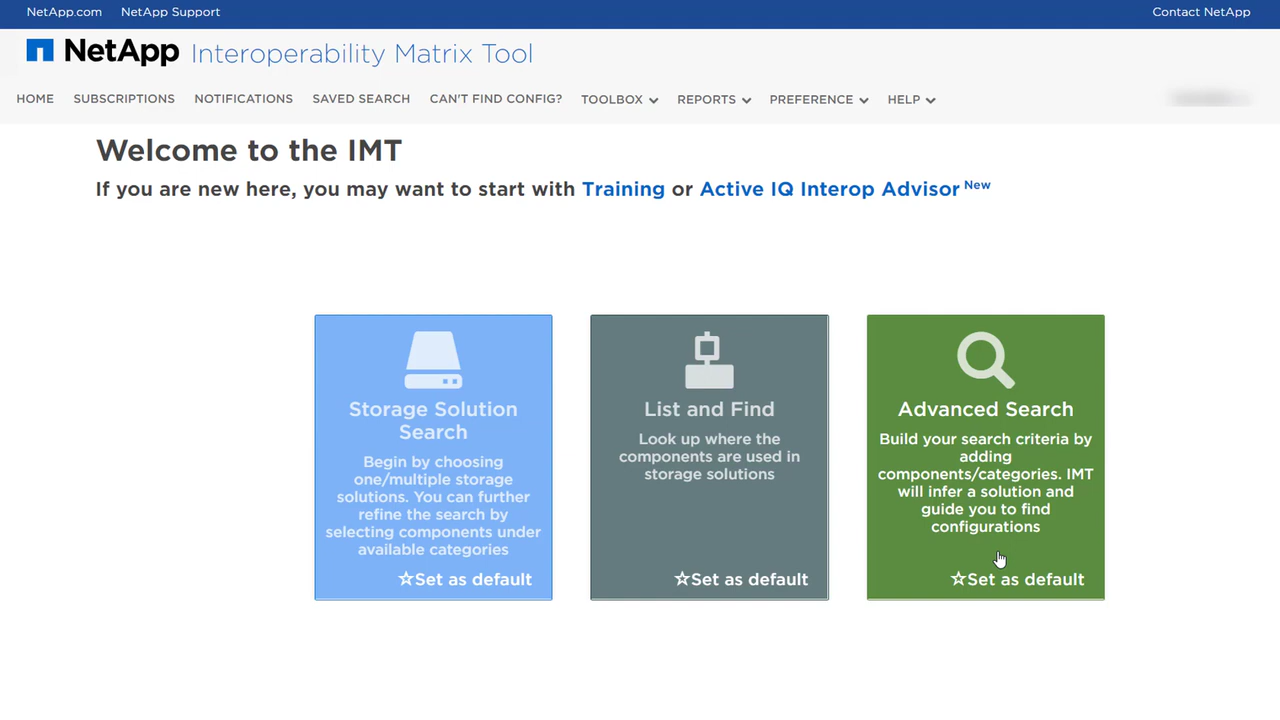 NetApp.com NetApp Support Contact NetApp
NetApp Interoperability Matrix Tool
HOME SUBSCRIPTIONS NOTIFICATIONS SAVED SEARCH CAN'T FIND CONFIG? TOOLBOX REPORTS PREFERENCE HELP
Welcome to the IMT
If you are new here, you may want to start with Training or Active IQ Interop Advisor New
Storage Solution
Search
Begin by choosing
one/multiple storage
solutions. You can further
refine the search by
selecting components under
available categories
☆Set as default
List and Find
Look up where the
components are used in
storage solutions
☆Set as default
Advanced Search
Build your search criteria by
adding
components/categories. IMT
will infer a solution and
guide you to find
configurations
☆Set as default